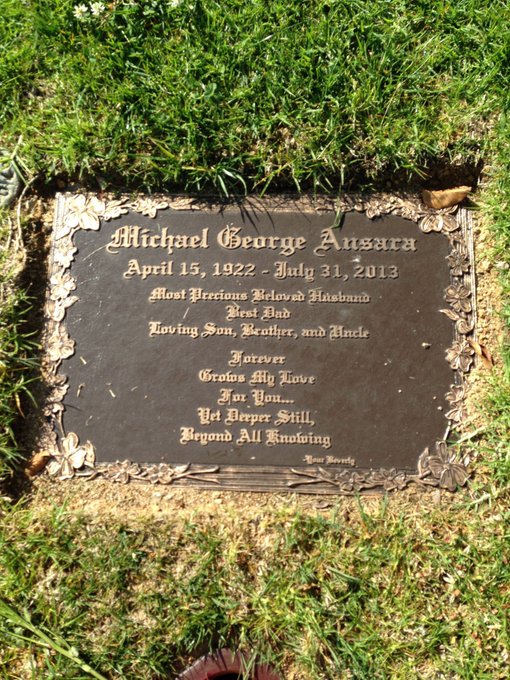 Michael George Ansara
April 15, 1922 - July 31, 2013
Most Precious Beloved Husband
Best Dad
Loving Son, Brother, and Uncle
Forever
Grows My Love
For You...
Yet Deeper Still,
Beyond All Knowing
-Your Beverly